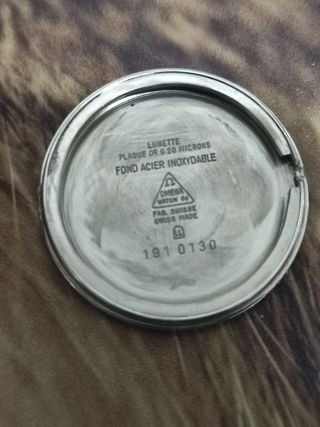 LUNETTE
PLAQUE OR G 20 MICRONS
FOND ACIER INOXYDABLE
Ω
OMEGA
WATCH Co
FAB. SUISSE
SWISS MADE
191 0130